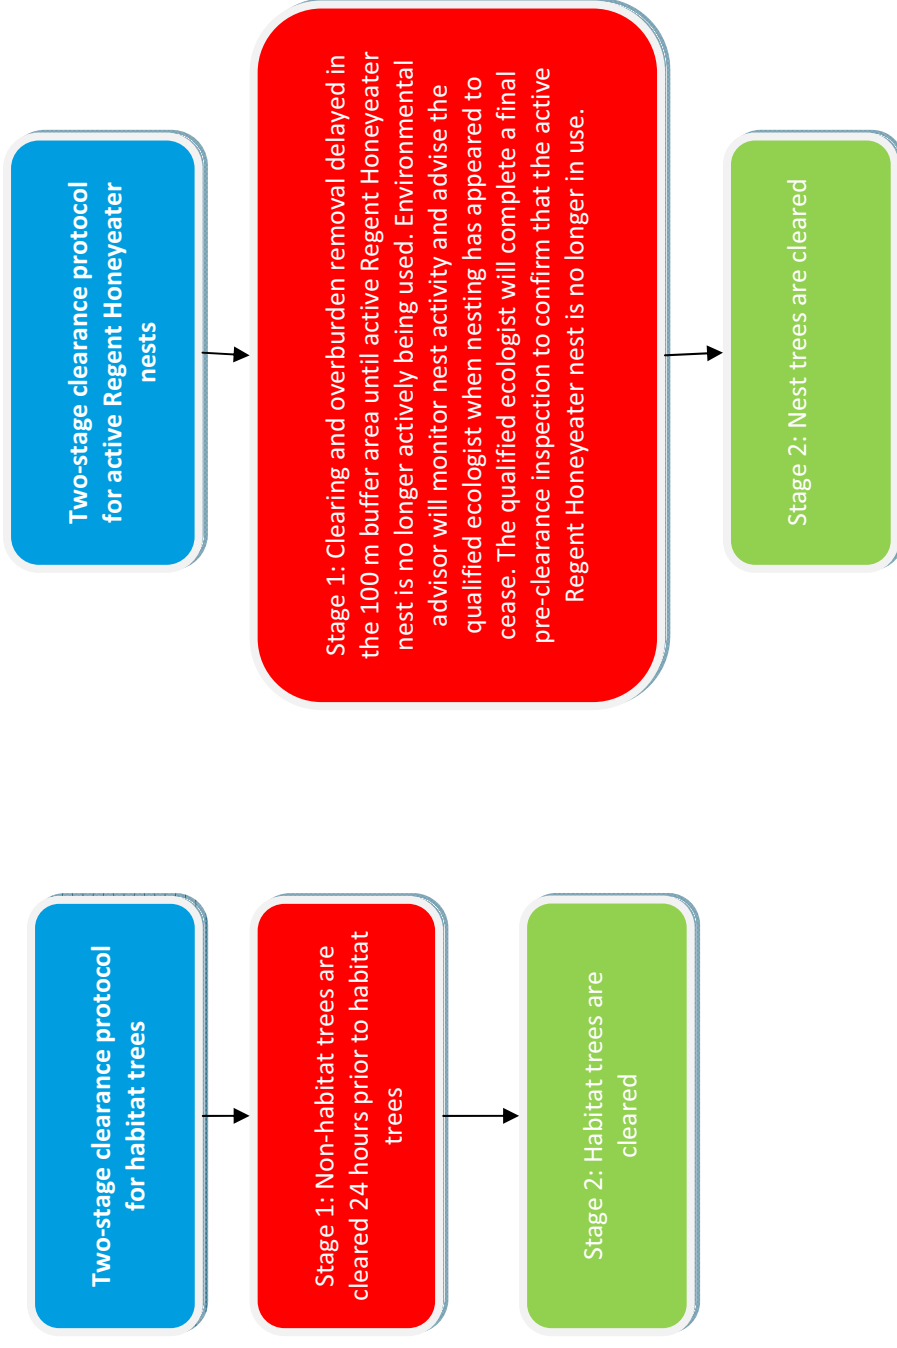 Two-stage clearance protocol
for habitat trees
Stage 1: Non-habitat trees are
cleared 24 hours prior to habitat
trees
Stage 2: Habitat trees are
cleared
Two-stage clearance protocol
for active Regent Honeyeater
nests
Stage 1: Clearing and overburden removal delayed in
the 100 m buffer area until active Regent Honeyeater
nest is no longer actively being used. Environmental
advisor will monitor nest activity and advise the
qualified ecologist when nesting has appeared to
cease. The qualified ecologist will complete a final
pre-clearance inspection to confirm that the active
Regent Honeyeater nest is no longer in use.
Stage 2: Nest trees are cleared